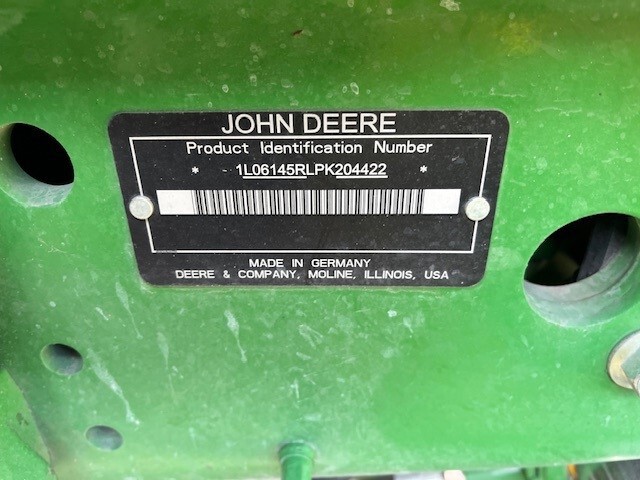 JOHN DEERE
Product Identification Number
* 1L06145RLPK204422 *
MADE IN GERMANY
DEERE & COMPANY, MOLINE, ILLINOIS, USA